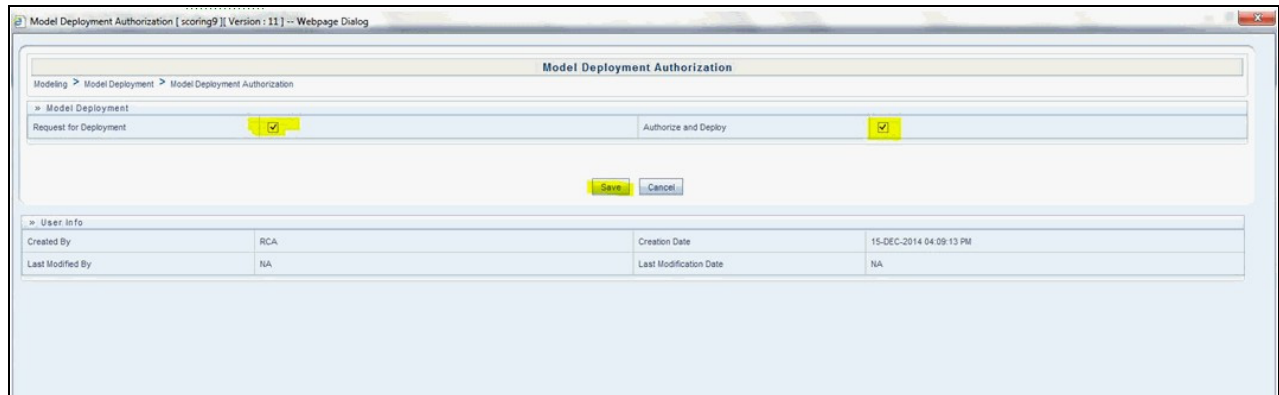 Model Deployment Authorization [ scoring9 ][ Version : 11 ] -- Webpage Dialog
Model Deployment Authorization
Modeling > Model Deployment > Model Deployment Authorization
» Model Deployment
Request for Deployment Authorize and Deploy
Save Cancel
» User Info
Created By RCA Creation Date 15-DEC-2014 04:09:13 PM
Last Modified By NA Last Modification Date NA